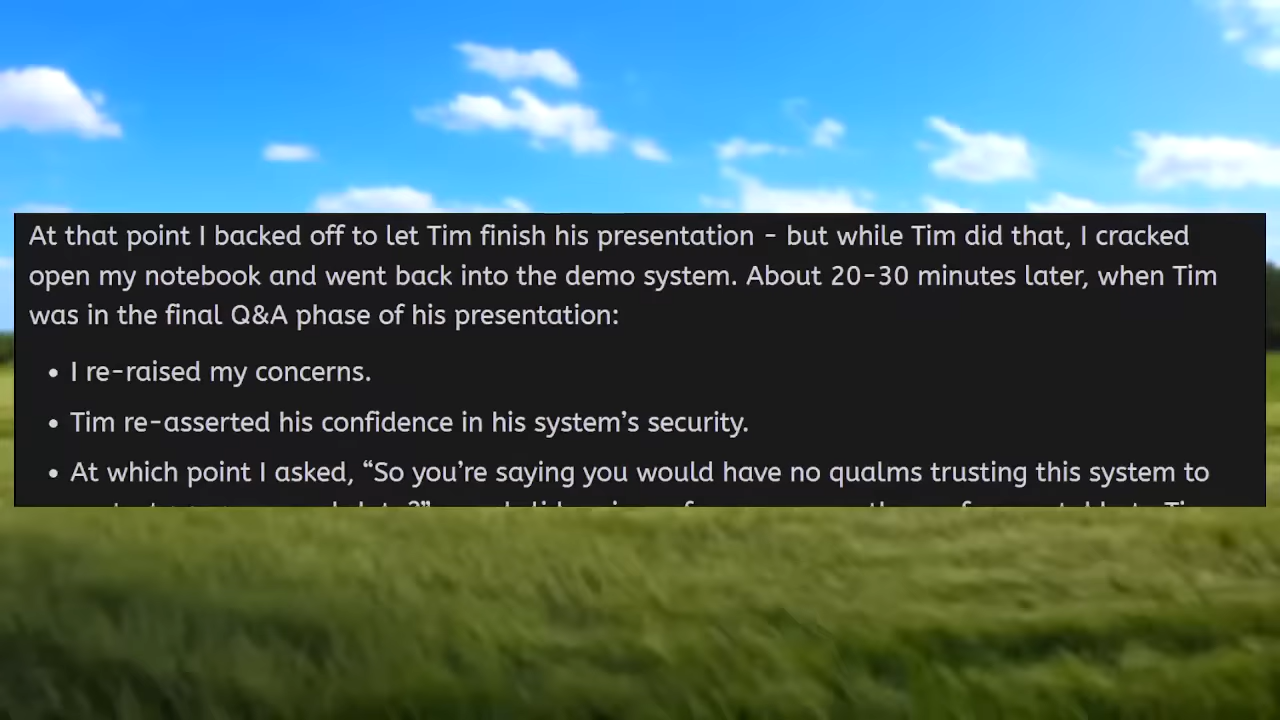 At that point I backed off to let Tim finish his presentation - but while Tim did that, I cracked
open my notebook and went back into the demo system. About 20-30 minutes later, when Tim
was in the final Q&A phase of his presentation:
• I re-raised my concerns.
• Tim re-asserted his confidence in his system’s security.
• At which point I asked, “So you’re saying you would have no qualms trusting this system to